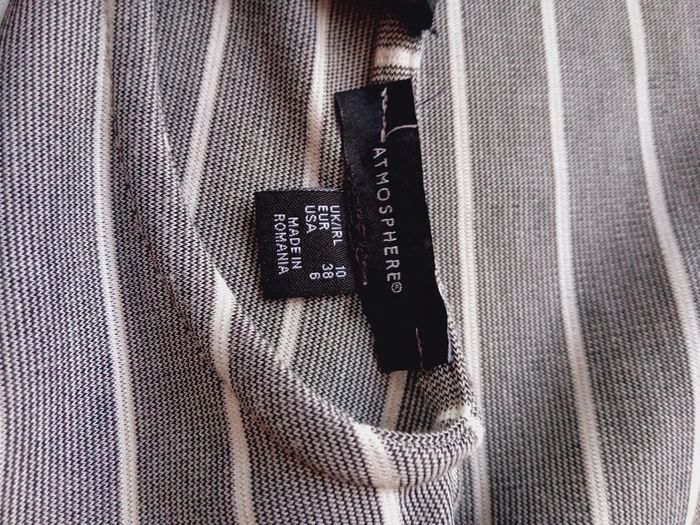 ATMOSPHERE®
UK/IRL 10
EUR 38
USA 6
MADE IN
ROMANIA